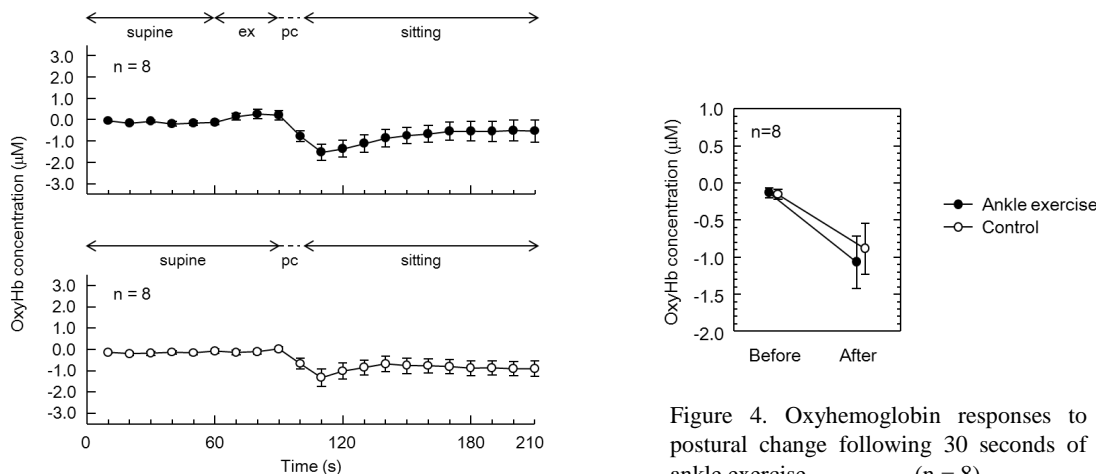 supine ex pc sitting
3.0
n = 8
2.0
1.0
0.0
-1.0
-2.0
-3.0
OxyHb concentration (μM)
supine pc sitting
3.0
n = 8
2.0
1.0
0.0
-1.0
-2.0
-3.0
0 60 120 180 210
Time (s)
1.0
n=8
0.5
0.0
-0.5
-1.0
-1.5
-2.0
OxyHb concentration (μM)
Before After
Ankle exercise
Control
Figure 4. Oxyhemoglobin responses to
postural change following 30 seconds of
ankle exercise (n = 8)